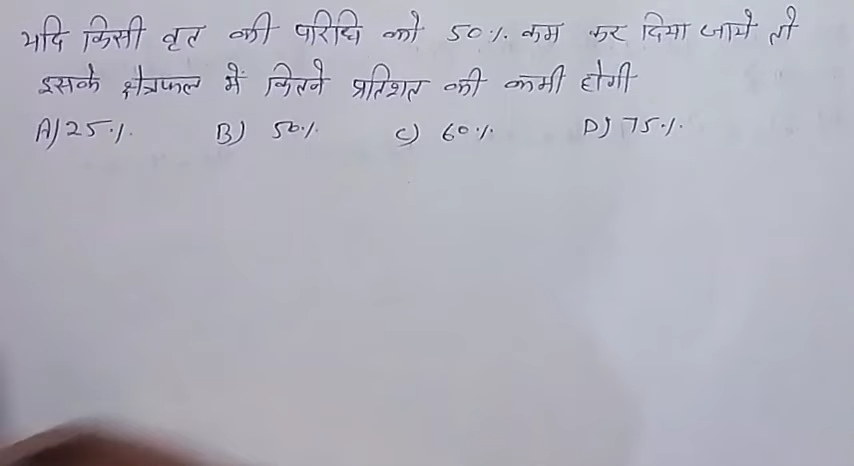 यदि किसी वृत की परिधि को 50%. कम कर दिया जाये तो
इसके क्षेत्रफल में कितने प्रतिशत की कमी होगी
A) 25%. B) 50% C) 60% D) 75%.